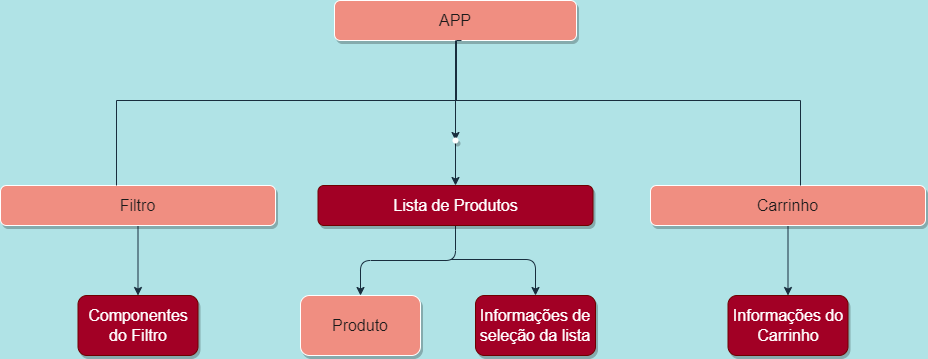 APP
Filtro
Lista de Produtos
Carrinho
Componentes
do Filtro
Produto
Informações de
seleção da lista
Informações do
Carrinho